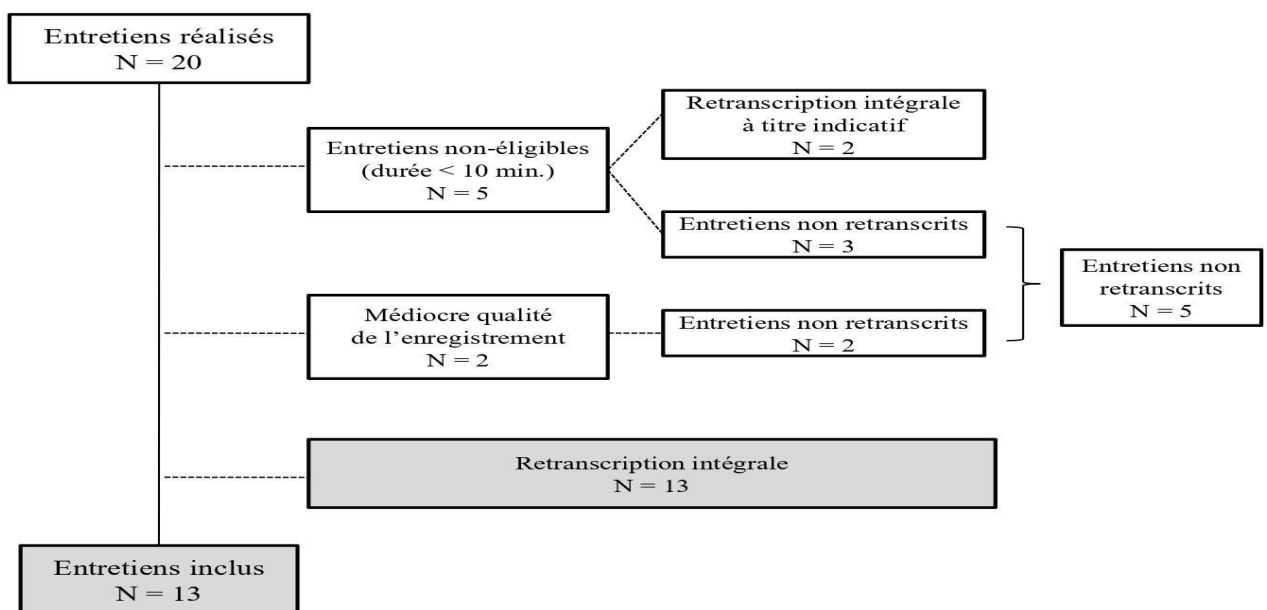 Entretiens réalisés
N = 20
Entretiens non-éligibles
(durée < 10 min.)
N = 5
Retranscription intégrale
à titre indicatif
N = 2
Entretiens non retranscrits
N = 3
Médiocre qualité
de l’enregistrement
N = 2
Entretiens non retranscrits
N = 2
Entretiens non
retranscrits
N = 5
Retranscription intégrale
N = 13
Entretiens inclus
N = 13